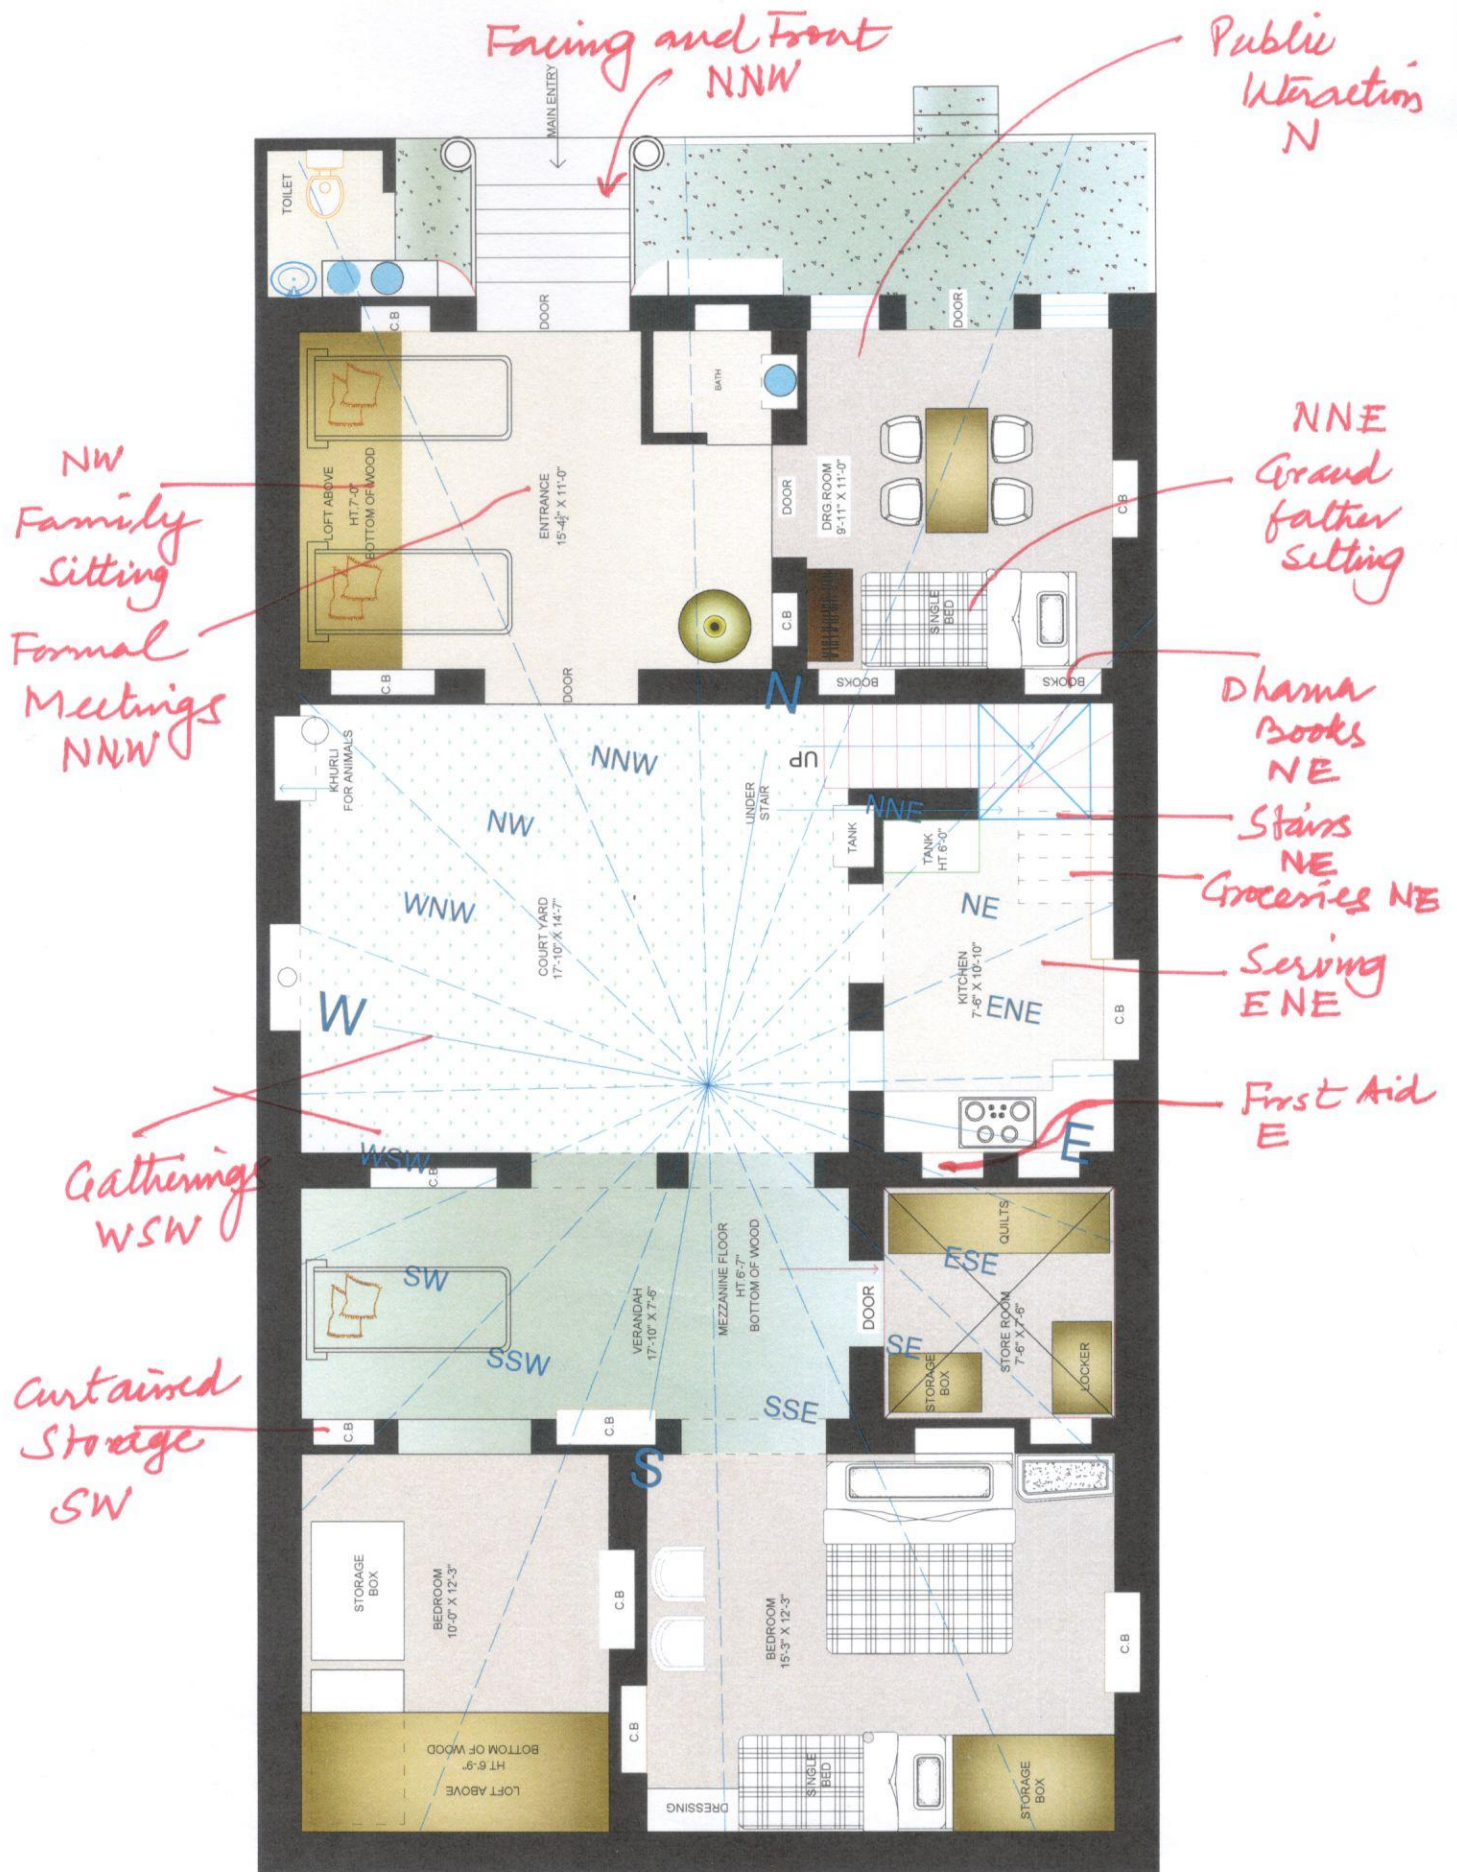 Facing and Front
NNW
Public
Interaction
N
MAIN ENTRY
TOILET
C.B
DOOR
DOOR
BATH
NW
Family
Sitting
LOFT ABOVE
HT.7'-0"
BOTTOM OF WOOD
ENTRANCE
15'-4½" X 11'-0"
DOOR
DRG ROOM
9'-11" X 11'-0"
C.B
NNE
Grand
father
Sitting
Formal
Meetings
NNW
C.B
SINGLE
BED
C.B
DOOR
BOOKS
BOOKS
N
Dharma
Books
NE
KHURLI
FOR ANIMALS
NNW
UP
UNDER
STAIR
NW
NNE
TANK
TANK
HT.6'-0"
Stairs
NE
Groceries NE
WNW
COURT YARD
17'-10" X 14'-7"
NE
KITCHEN
7'-6" X 10'-10"
ENE
C.B
Serving
ENE
W
First Aid
E
E
WSW
C.B
Gatherings
WSW
QUILTS
ESE
SW
VERANDAH
17'-10" X 7'-6"
MEZZANINE FLOOR
HT.6'-7"
BOTTOM OF WOOD
DOOR
SSW
SE
STORE ROOM
7'-6" X 7'-6"
STORAGE
BOX
LOCKER
Curtained
Storage
SW
C.B
C.B
SSE
S
STORAGE
BOX
BEDROOM
10'-0" X 12'-3"
C.B
BEDROOM
15'-3" X 12'-3"
C.B
C.B
LOFT ABOVE
HT 6'-9"
BOTTOM OF WOOD
DRESSING
SINGLE
BED
STORAGE
BOX